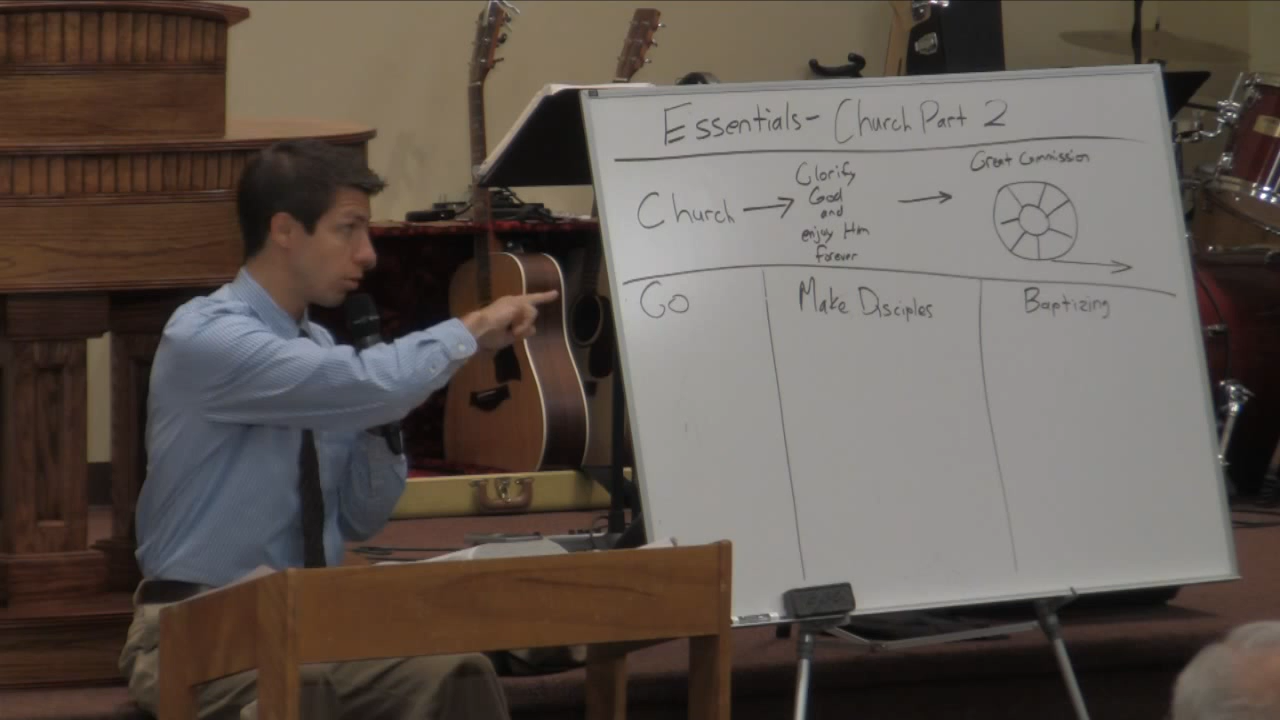 Essentials - Church Part 2
Church
Glorify
God
and
enjoy Him
forever
Great Commission
Go
Make Disciples
Baptizing